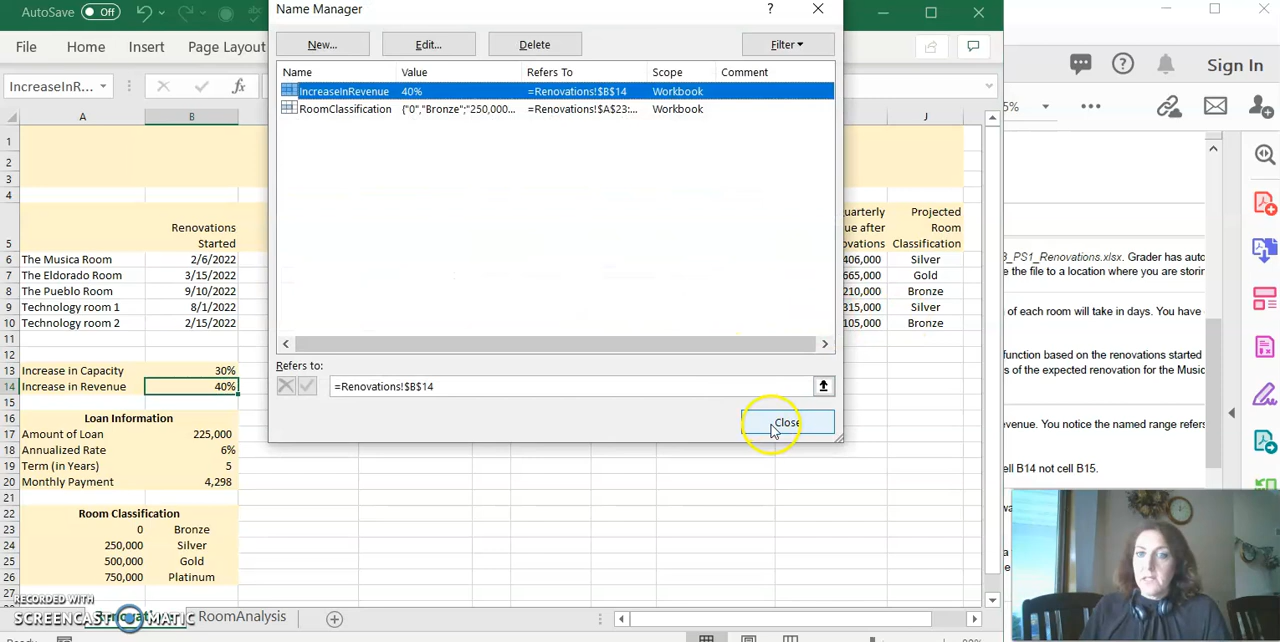 AutoSave Off
Name Manager
File Home Insert Page Layout
New... Edit... Delete Filter
Sign In
IncreaseInR... fx
Name Value Refers To Scope Comment
IncreaseInRevenue 40% =Renovations!$B$14 Workbook
RoomClassification {"0","Bronze";"250,000... =Renovations!$A$23:... Workbook
5%
A B J
1
2
3
4
5 Renovations Started
uarterly ue after novations Projected Room Classification
6 The Musica Room 2/6/2022 406,000 Silver
7 The Eldorado Room 3/15/2022 665,000 Gold
8 The Pueblo Room 9/10/2022 210,000 Bronze
9 Technology room 1 8/1/2022 315,000 Silver
10 Technology room 2 2/15/2022 105,000 Bronze
11
12
13 Increase in Capacity 30%
14 Increase in Revenue 40%
Refers to:
=Renovations!$B$14
Close
15
16 Loan Information
17 Amount of Loan 225,000
18 Annualized Rate 6%
19 Term (in Years) 5
20 Monthly Payment 4,298
21
22 Room Classification
23 0 Bronze
24 250,000 Silver
25 500,000 Gold
26 750,000 Platinum
3_PS1_Renovations.xlsx. Grader has auto
e the file to a location where you are storin
n of each room will take in days. You have
function based on the renovations started
s of the expected renovation for the Music
evenue. You notice the named range refers
ell B14 not cell B15.
RECORDED WITH
SCREENCAST MATIC
RoomAnalysis